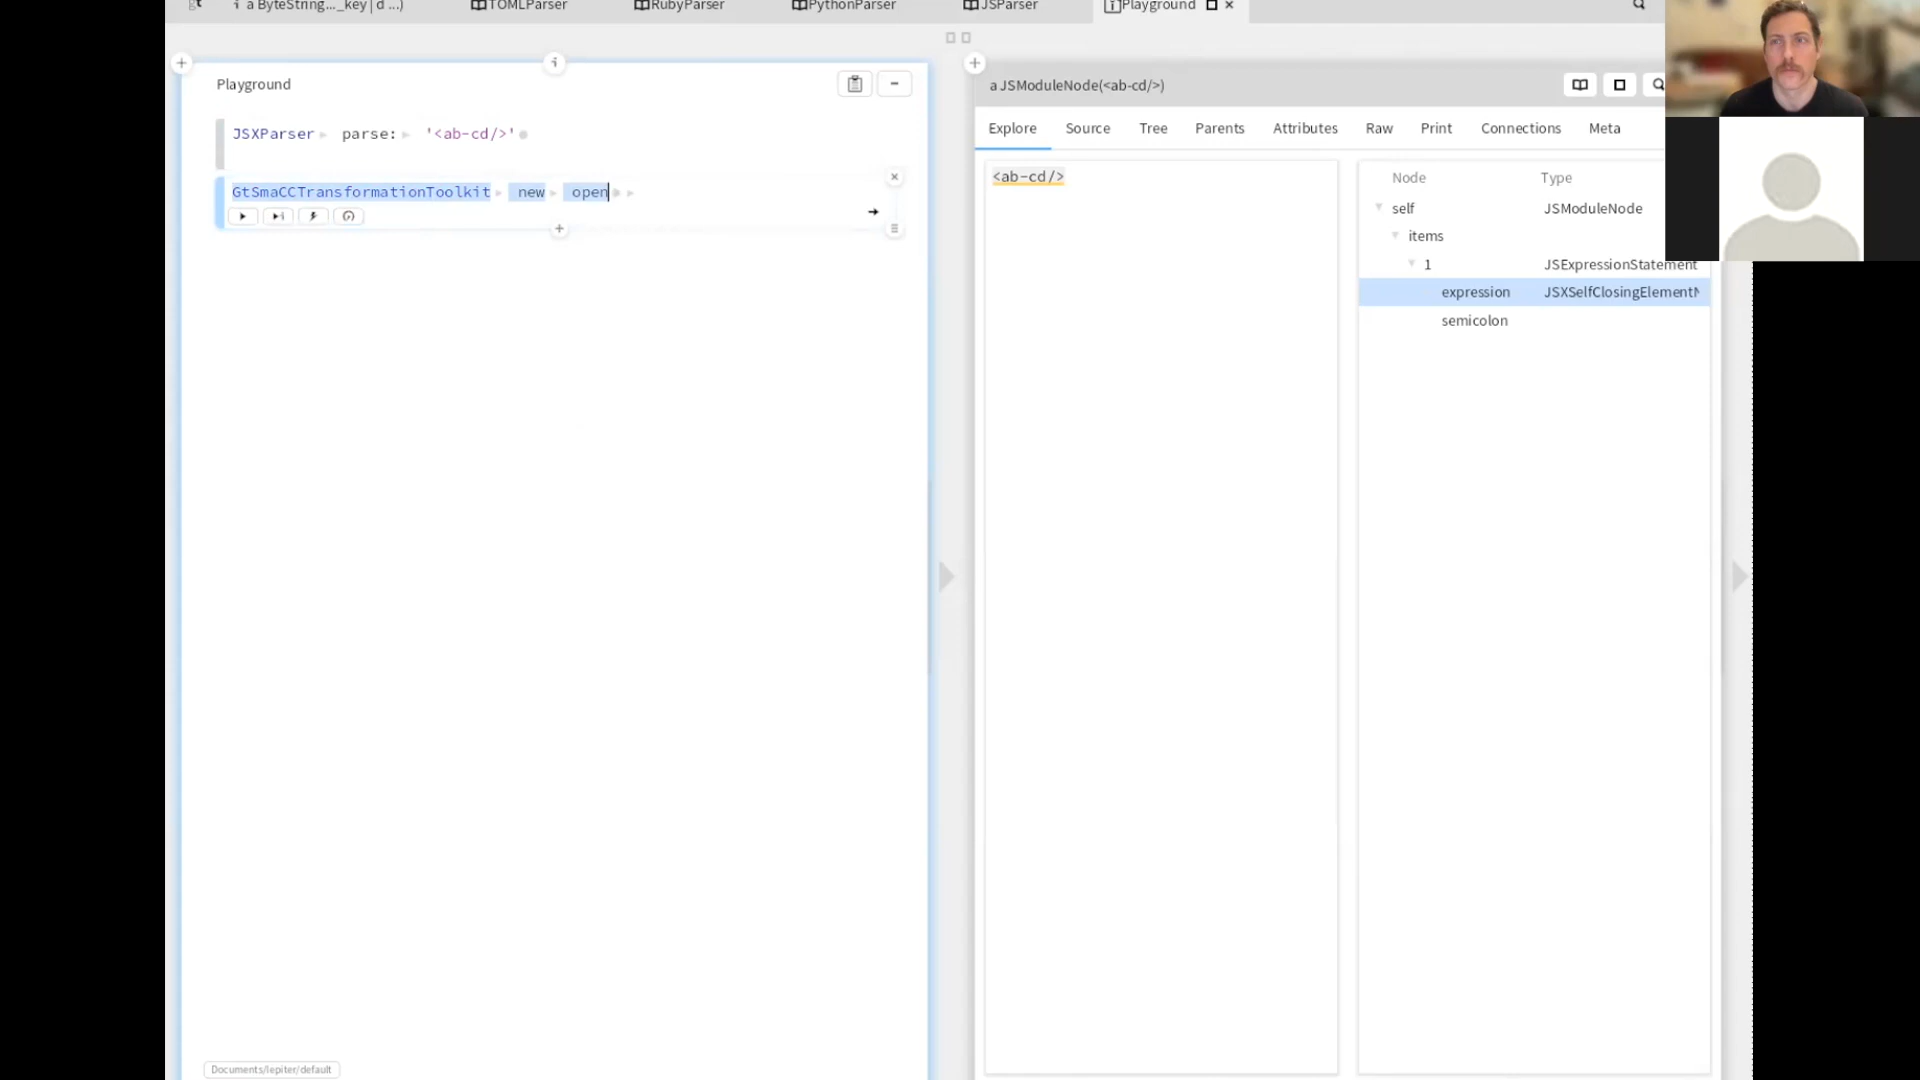 gt i a ByteString..._key | d ...) TOMLParser RubyParser PythonParser JSParser Playground
Playground
JSXParser parse: '<ab-cd/>'
GtSmaCCTransformationToolkit new open
Documents/lepiter/default
a JSModuleNode(<ab-cd/>)
Explore Source Tree Parents Attributes Raw Print Connections Meta
<ab-cd/>
Node Type
self JSModuleNode
items
1 JSExpressionStatement
expression JSXSelfClosingElementN
semicolon